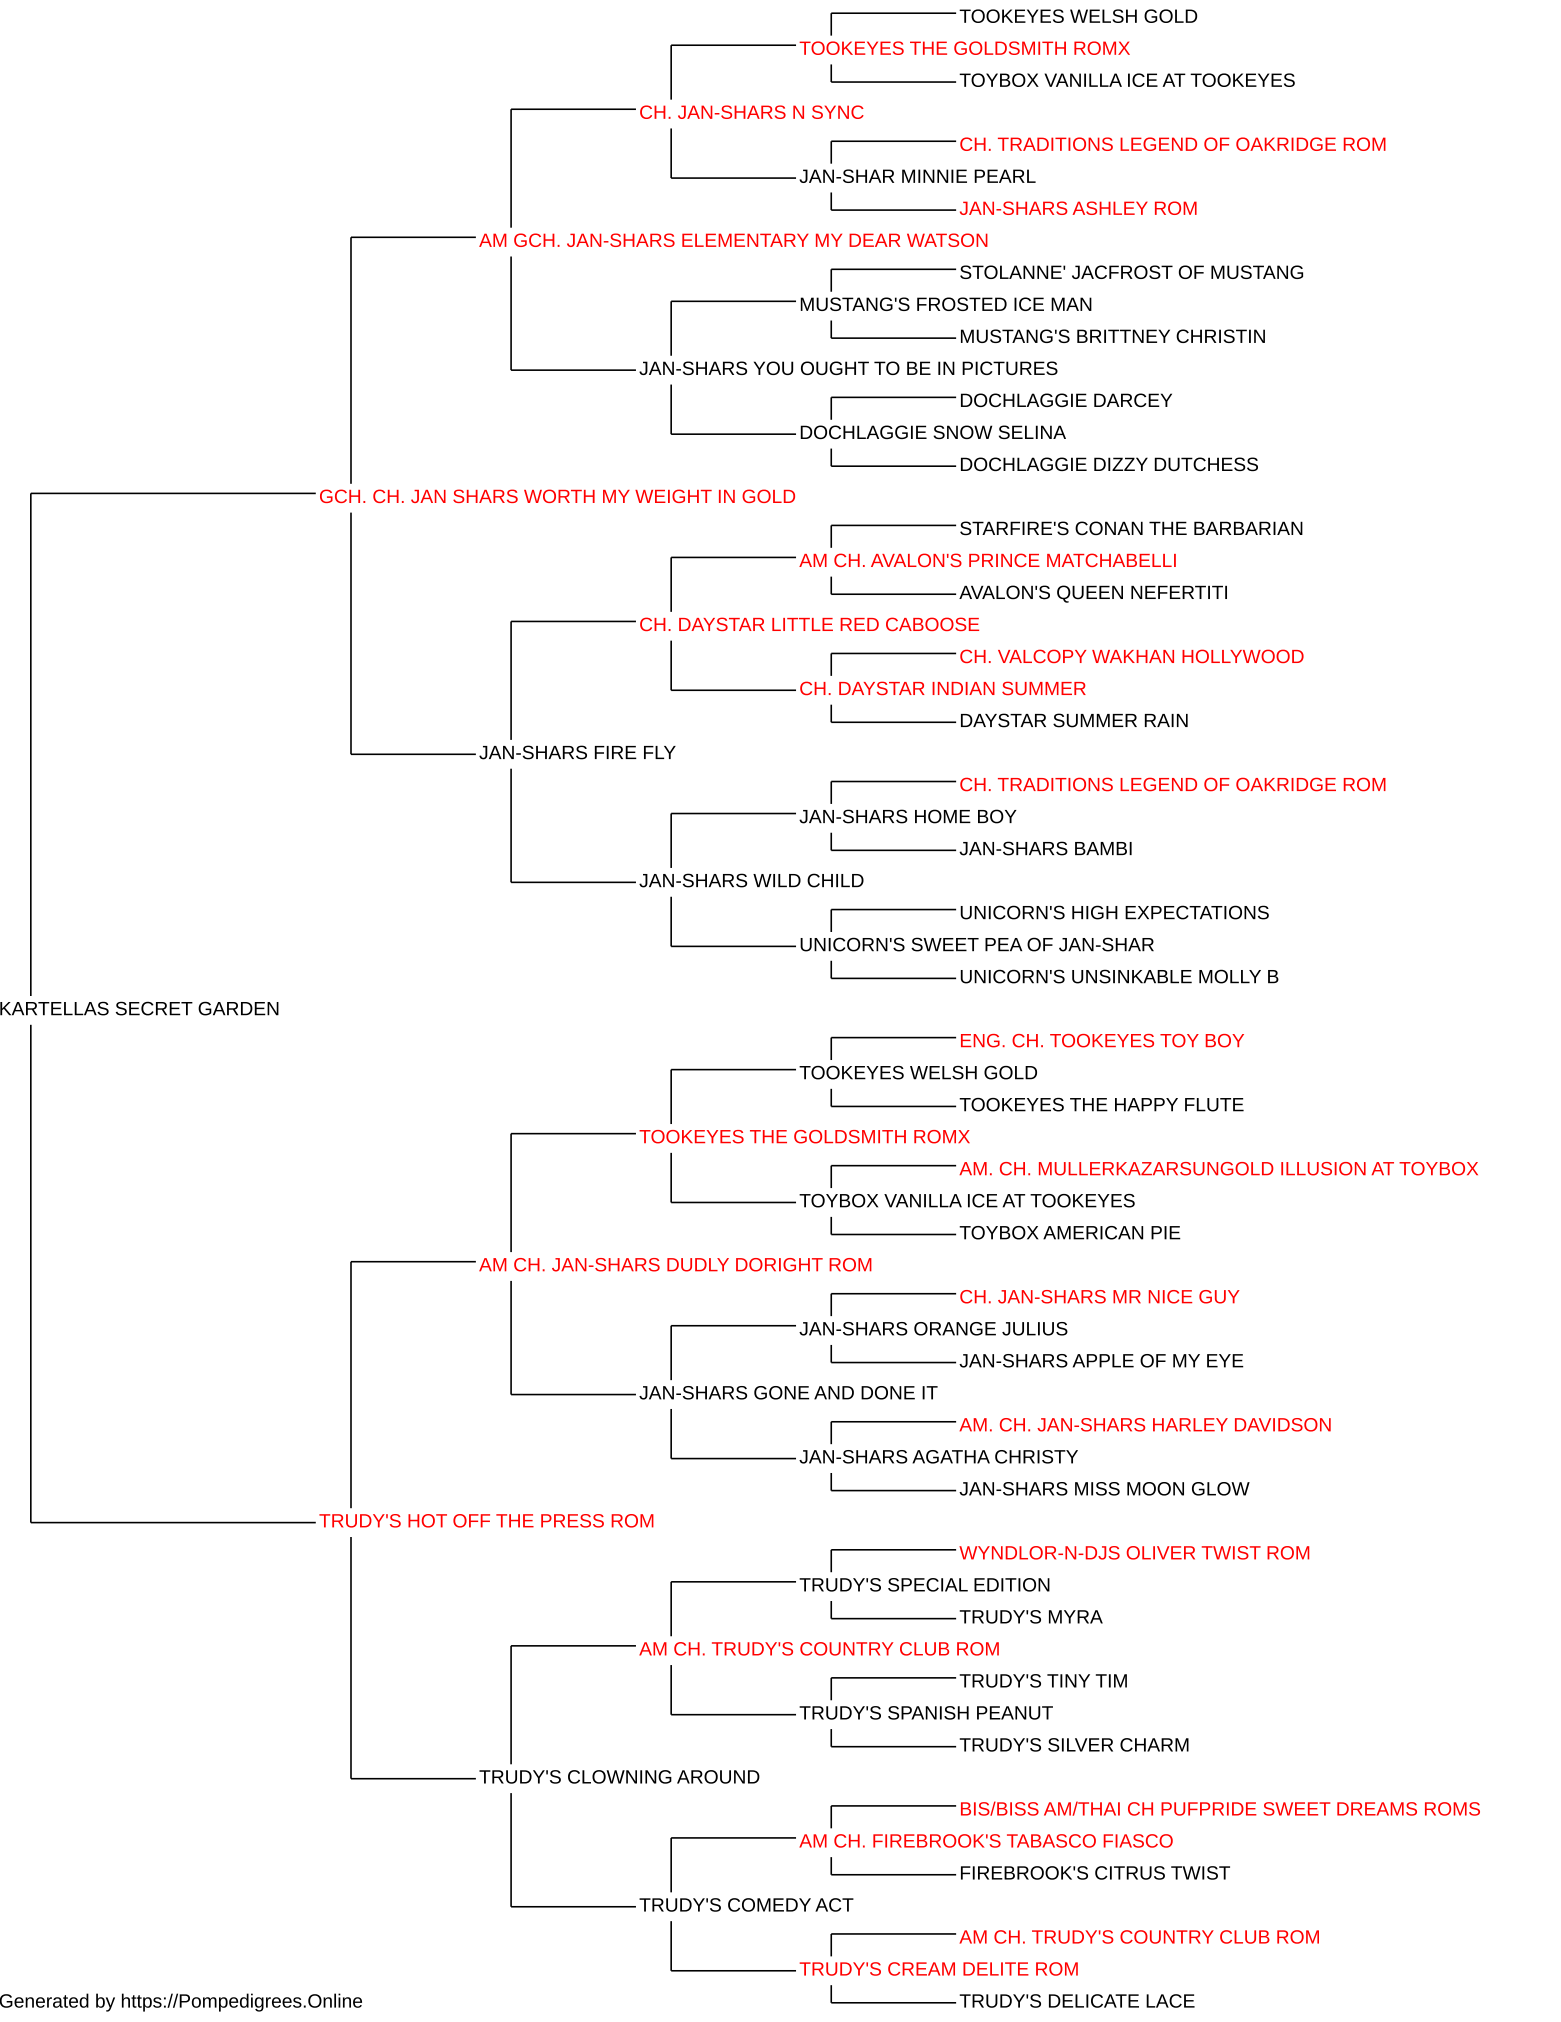 TOOKEYES WELSH GOLD
TOOKEYES THE GOLDSMITH ROMX
TOYBOX VANILLA ICE AT TOOKEYES
CH. JAN-SHARS N SYNC
CH. TRADITIONS LEGEND OF OAKRIDGE ROM
JAN-SHAR MINNIE PEARL
JAN-SHARS ASHLEY ROM
AM GCH. JAN-SHARS ELEMENTARY MY DEAR WATSON
STOLANNE' JACFROST OF MUSTANG
MUSTANG'S FROSTED ICE MAN
MUSTANG'S BRITTNEY CHRISTIN
JAN-SHARS YOU OUGHT TO BE IN PICTURES
DOCHLAGGIE DARCEY
DOCHLAGGIE SNOW SELINA
DOCHLAGGIE DIZZY DUTCHESS
GCH. CH. JAN SHARS WORTH MY WEIGHT IN GOLD
STARFIRE'S CONAN THE BARBARIAN
AM CH. AVALON'S PRINCE MATCHABELLI
AVALON'S QUEEN NEFERTITI
CH. DAYSTAR LITTLE RED CABOOSE
CH. VALCOPY WAKHAN HOLLYWOOD
CH. DAYSTAR INDIAN SUMMER
DAYSTAR SUMMER RAIN
JAN-SHARS FIRE FLY
CH. TRADITIONS LEGEND OF OAKRIDGE ROM
JAN-SHARS HOME BOY
JAN-SHARS BAMBI
JAN-SHARS WILD CHILD
UNICORN'S HIGH EXPECTATIONS
UNICORN'S SWEET PEA OF JAN-SHAR
UNICORN'S UNSINKABLE MOLLY B
KARTELLAS SECRET GARDEN
ENG. CH. TOOKEYES TOY BOY
TOOKEYES WELSH GOLD
TOOKEYES THE HAPPY FLUTE
TOOKEYES THE GOLDSMITH ROMX
AM. CH. MULLERKAZARSUNGOLD ILLUSION AT TOYBOX
TOYBOX VANILLA ICE AT TOOKEYES
TOYBOX AMERICAN PIE
AM CH. JAN-SHARS DUDLY DORIGHT ROM
CH. JAN-SHARS MR NICE GUY
JAN-SHARS ORANGE JULIUS
JAN-SHARS APPLE OF MY EYE
JAN-SHARS GONE AND DONE IT
AM. CH. JAN-SHARS HARLEY DAVIDSON
JAN-SHARS AGATHA CHRISTY
JAN-SHARS MISS MOON GLOW
TRUDY'S HOT OFF THE PRESS ROM
WYNDLOR-N-DJS OLIVER TWIST ROM
TRUDY'S SPECIAL EDITION
TRUDY'S MYRA
AM CH. TRUDY'S COUNTRY CLUB ROM
TRUDY'S TINY TIM
TRUDY'S SPANISH PEANUT
TRUDY'S SILVER CHARM
TRUDY'S CLOWNING AROUND
BIS/BISS AM/THAI CH PUFPRIDE SWEET DREAMS ROMS
AM CH. FIREBROOK'S TABASCO FIASCO
FIREBROOK'S CITRUS TWIST
TRUDY'S COMEDY ACT
AM CH. TRUDY'S COUNTRY CLUB ROM
TRUDY'S CREAM DELITE ROM
TRUDY'S DELICATE LACE
Generated by https://Pompedigrees.Online